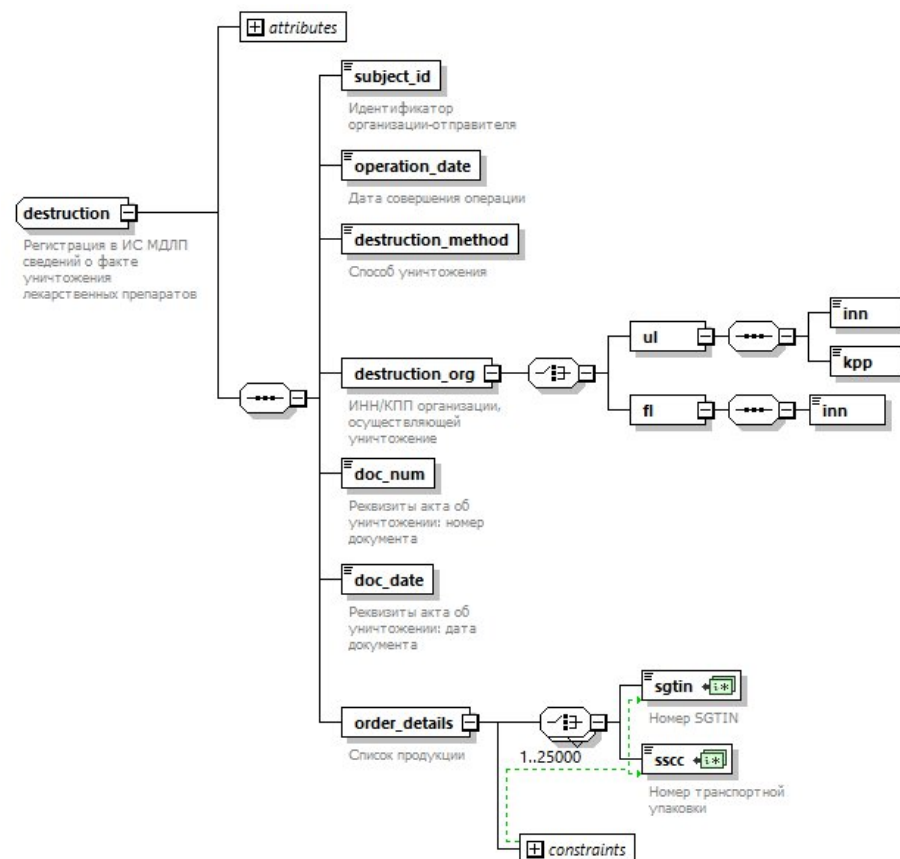 attributes
subject_id
Идентификатор
организации-отправителя
operation_date
Дата совершения операции
destruction
Регистрация в ИС МДЛП
сведений о факте
уничтожения
лекарственных препаратов
destruction_method
Способ уничтожения
destruction_org
ИНН/КПП организации,
осуществляющей
уничтожение
ul
inn
kpp
fl
inn
doc_num
Реквизиты акта об
уничтожении: номер
документа
doc_date
Реквизиты акта об
уничтожении: дата
документа
order_details
Список продукции
1..25000
sgtin
Номер SGTIN
sscc
Номер транспортной
упаковки
constraints